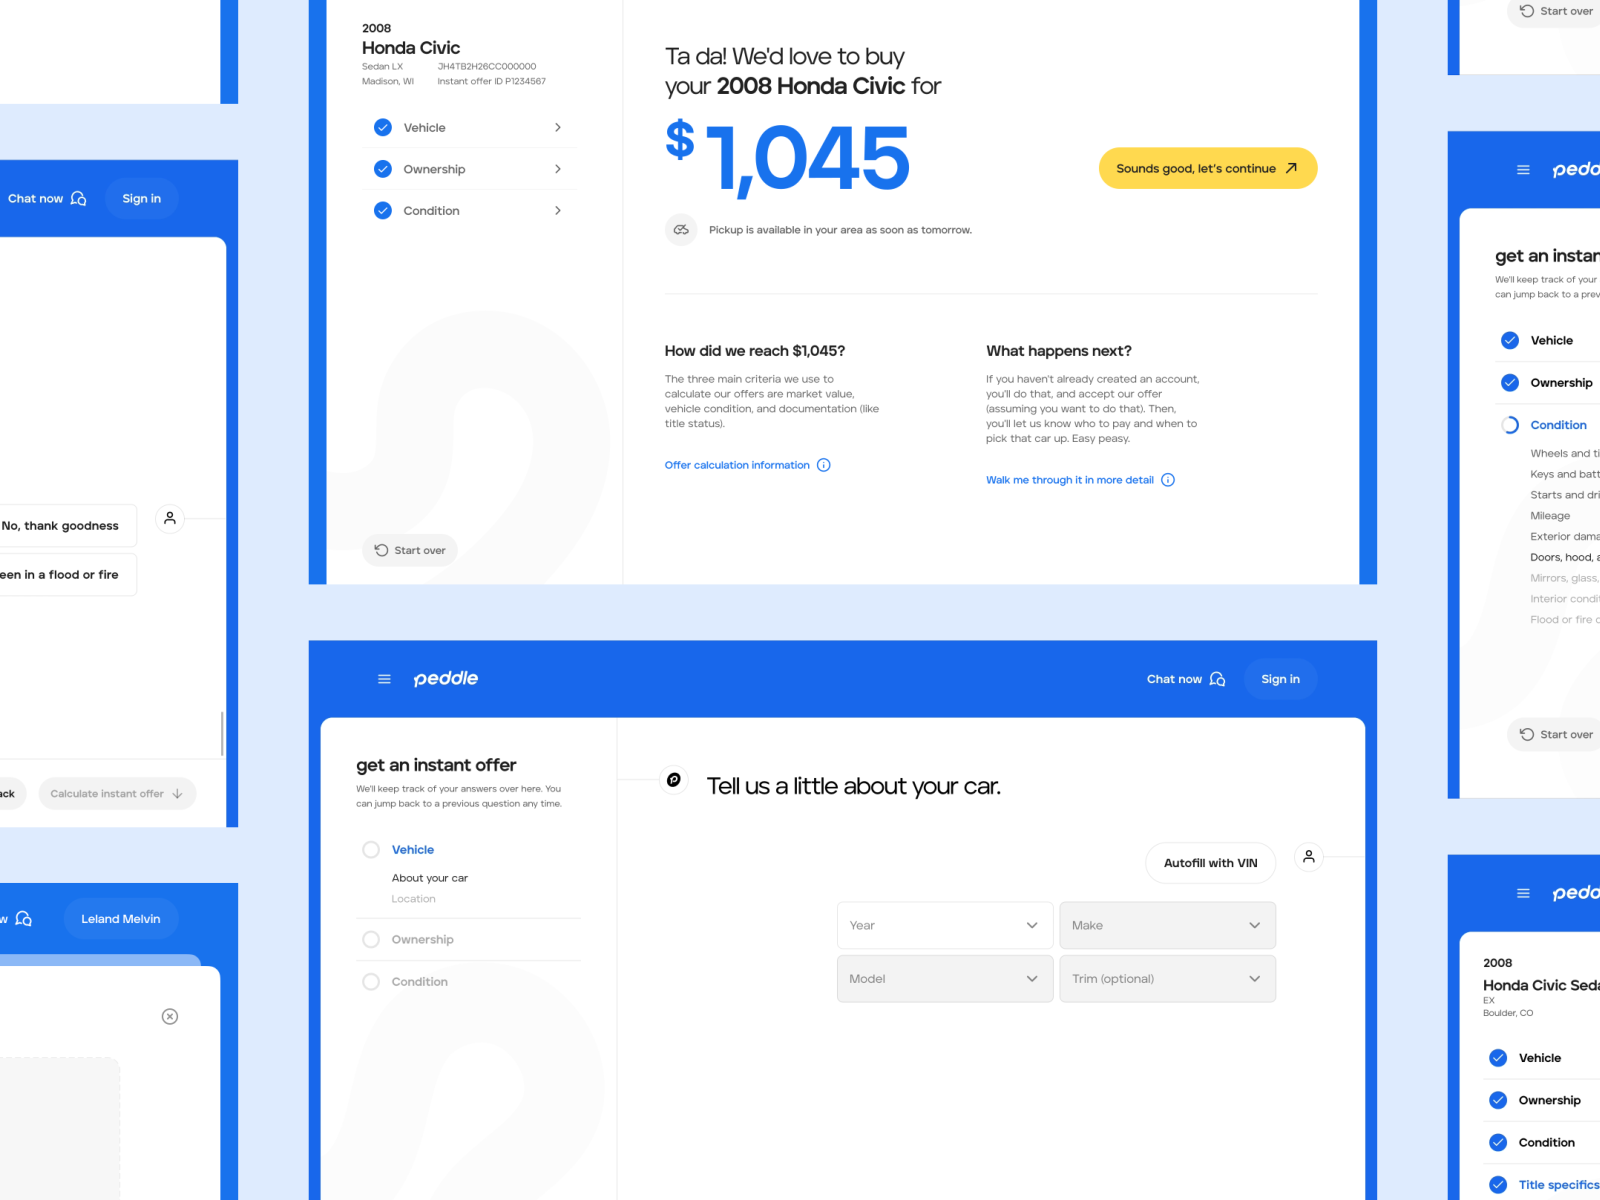 Chat now
Sign in
No, thank goodness
in a flood or fire
Calculate instant offer
Leland Melvin
2008
Honda Civic
Sedan LX
JH4TB2H26CC000000
Madison, WI
Instant offer ID P1234567
Vehicle
Ownership
Condition
Start over
Ta da! We'd love to buy
your 2008 Honda Civic for
$1,045
Sounds good, let's continue
Pickup is available in your area as soon as tomorrow.
How did we reach $1,045?
The three main criteria we use to
calculate our offers are market value,
vehicle condition, and documentation (like
title status).
Offer calculation information
What happens next?
If you haven't already created an account,
you'll do that, and accept our offer
(assuming you want to do that). Then,
you'll let us know who to pay and when to
pick that car up. Easy peasy.
Walk me through it in more detail
peddle
Chat now
Sign in
get an instant offer
We'll keep track of your answers over here. You
can jump back to a previous question any time.
Vehicle
About your car
Location
Ownership
Condition
Tell us a little about your car.
Autofill with VIN
Year
Make
Model
Trim (optional)
Start over
get an
We'll keep track of your
can jump back to a
Vehicle
Ownership
Condition
Wheels and
Keys and
Starts and
Mileage
Exterior
Doors, hood,
Mirrors, glass,
Interior
Flood or fire
Start over
2008
Honda Civic
EX
Boulder, CO
Vehicle
Ownership
Condition
Title specifics